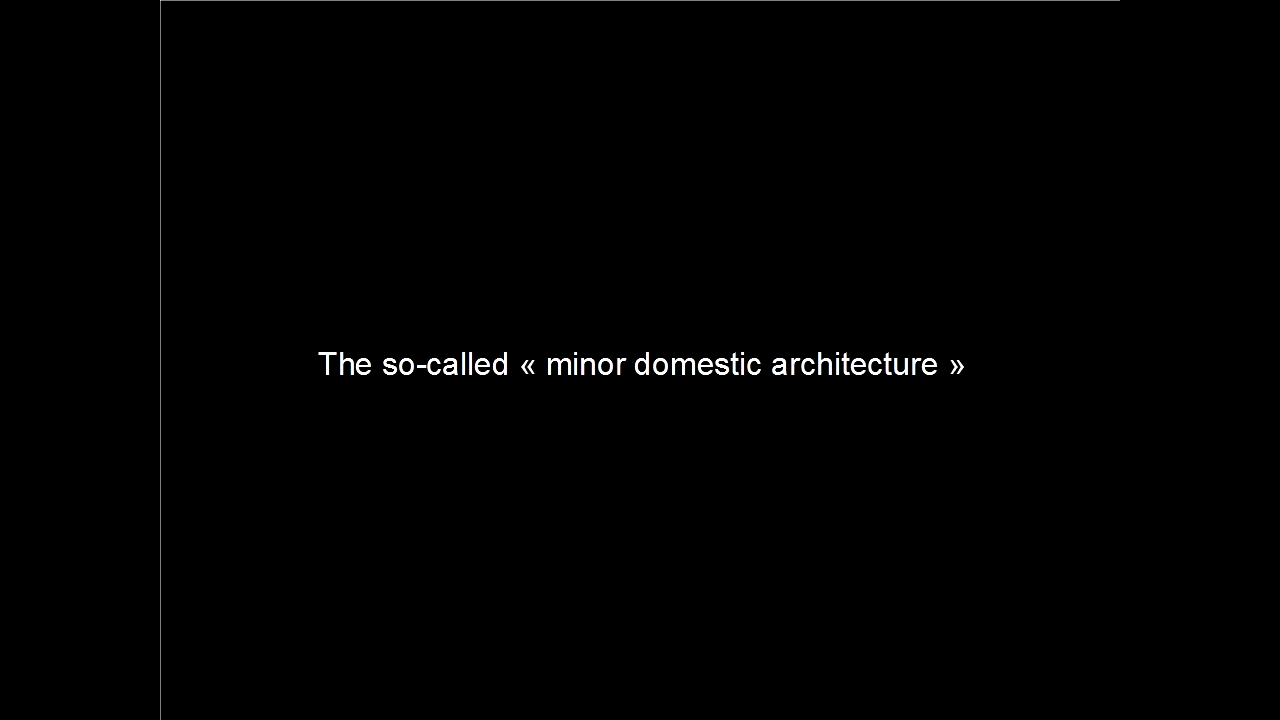 The so-called « minor domestic architecture »